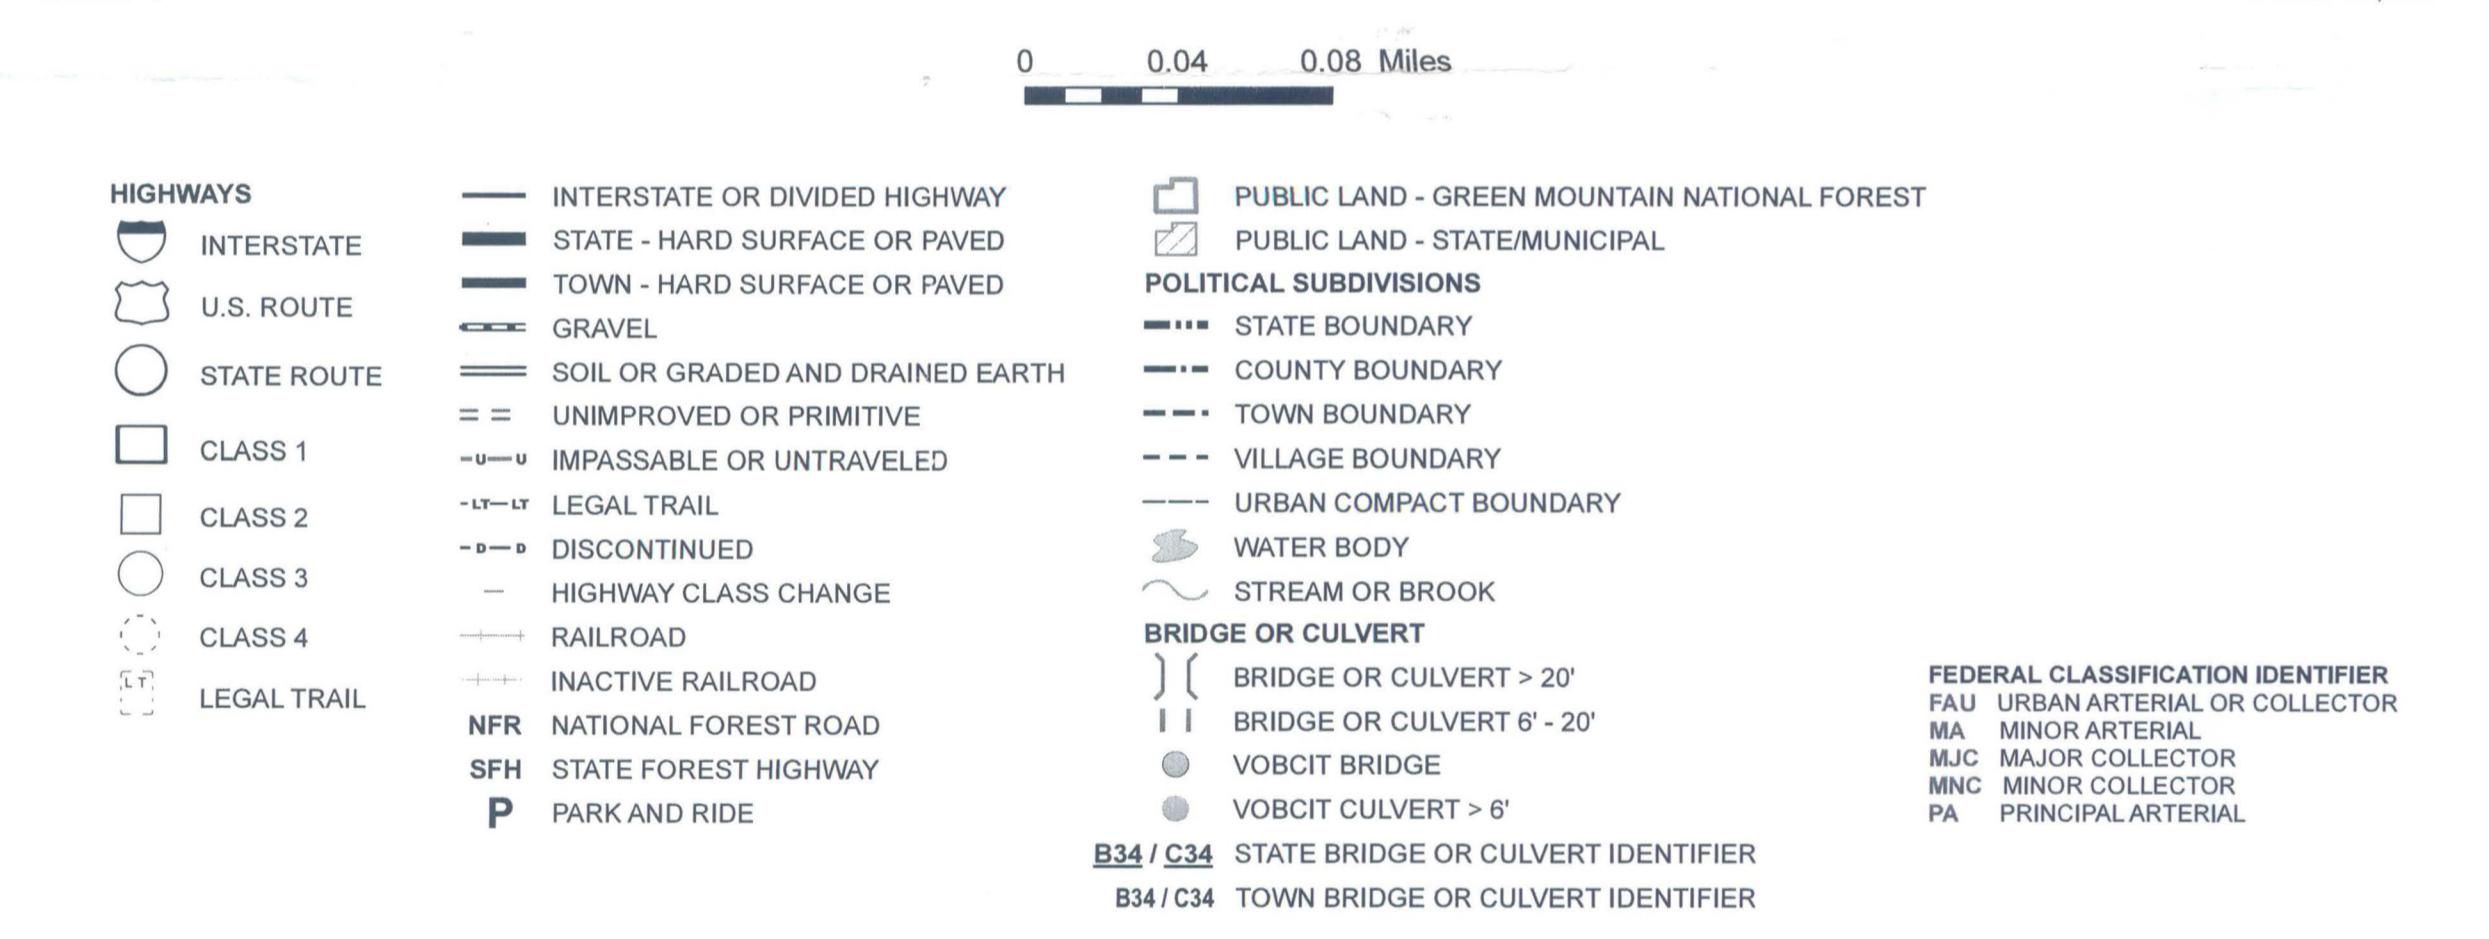 0 0.04 0.08 Miles
HIGHWAYS
INTERSTATE
U.S. ROUTE
STATE ROUTE
CLASS 1
CLASS 2
CLASS 3
CLASS 4
LT LEGAL TRAIL
INTERSTATE OR DIVIDED HIGHWAY
STATE - HARD SURFACE OR PAVED
TOWN - HARD SURFACE OR PAVED
GRAVEL
SOIL OR GRADED AND DRAINED EARTH
UNIMPROVED OR PRIMITIVE
U U IMPASSABLE OR UNTRAVELED
LT LT LEGAL TRAIL
D D DISCONTINUED
HIGHWAY CLASS CHANGE
RAILROAD
INACTIVE RAILROAD
NFR NATIONAL FOREST ROAD
SFH STATE FOREST HIGHWAY
P PARK AND RIDE
PUBLIC LAND - GREEN MOUNTAIN NATIONAL FOREST
PUBLIC LAND - STATE/MUNICIPAL
POLITICAL SUBDIVISIONS
STATE BOUNDARY
COUNTY BOUNDARY
TOWN BOUNDARY
VILLAGE BOUNDARY
URBAN COMPACT BOUNDARY
WATER BODY
STREAM OR BROOK
BRIDGE OR CULVERT
BRIDGE OR CULVERT > 20'
BRIDGE OR CULVERT 6' - 20'
VOBCIT BRIDGE
VOBCIT CULVERT > 6'
B34 / C34 STATE BRIDGE OR CULVERT IDENTIFIER
B34 / C34 TOWN BRIDGE OR CULVERT IDENTIFIER
FEDERAL CLASSIFICATION IDENTIFIER
FAU URBAN ARTERIAL OR COLLECTOR
MA MINOR ARTERIAL
MJC MAJOR COLLECTOR
MNC MINOR COLLECTOR
PA PRINCIPAL ARTERIAL